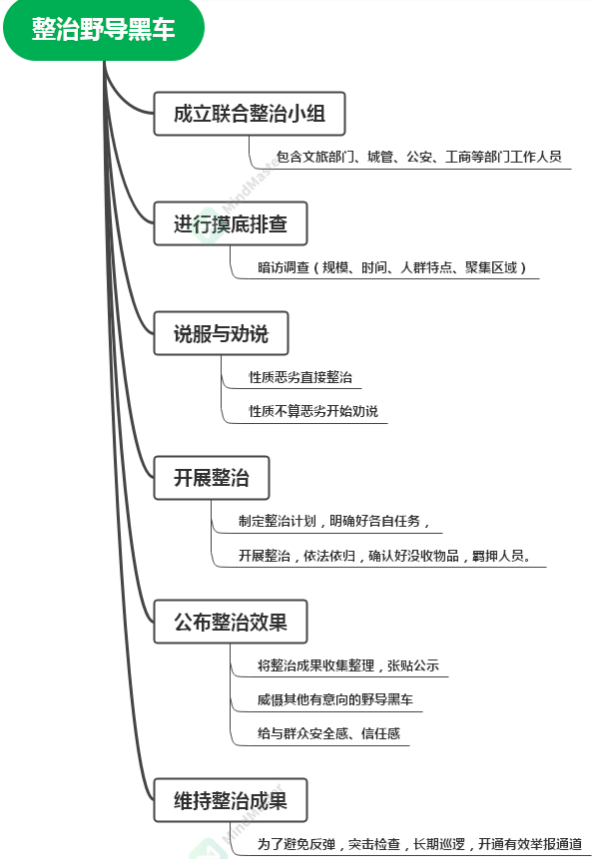 整治野导黑车
成立联合整治小组
包含文旅部门、城管、公安、工商等部门工作人员
进行摸底排查
暗访调查（规模、时间、人群特点、聚集区域）
说服与劝说
性质恶劣直接整治
性质不算恶劣开始劝说
开展整治
制定整治计划，明确好各自任务，
开展整治，依法依归，确认好没收物品，羁押人员。
公布整治效果
将整治成果收集整理，张贴公示
威慑其他有意向的野导黑车
给与群众安全感、信任感
维持整治成果
为了避免反弹，突击检查，长期巡逻，开通有效举报通道
MindMaster
MindMaster